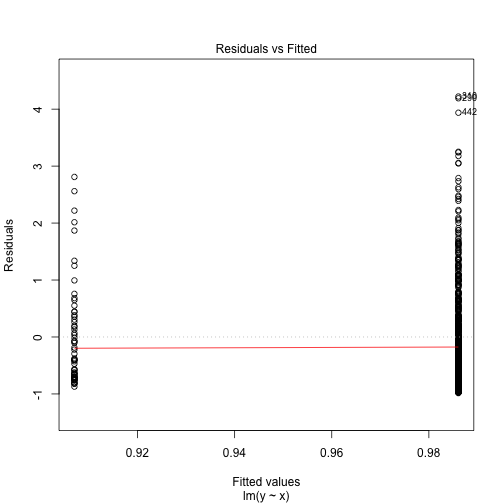 Residuals vs Fitted
442
4
3
2
1
0
-1
Residuals
0.92
0.94
0.96
0.98
Fitted values
lm(y ~ x)